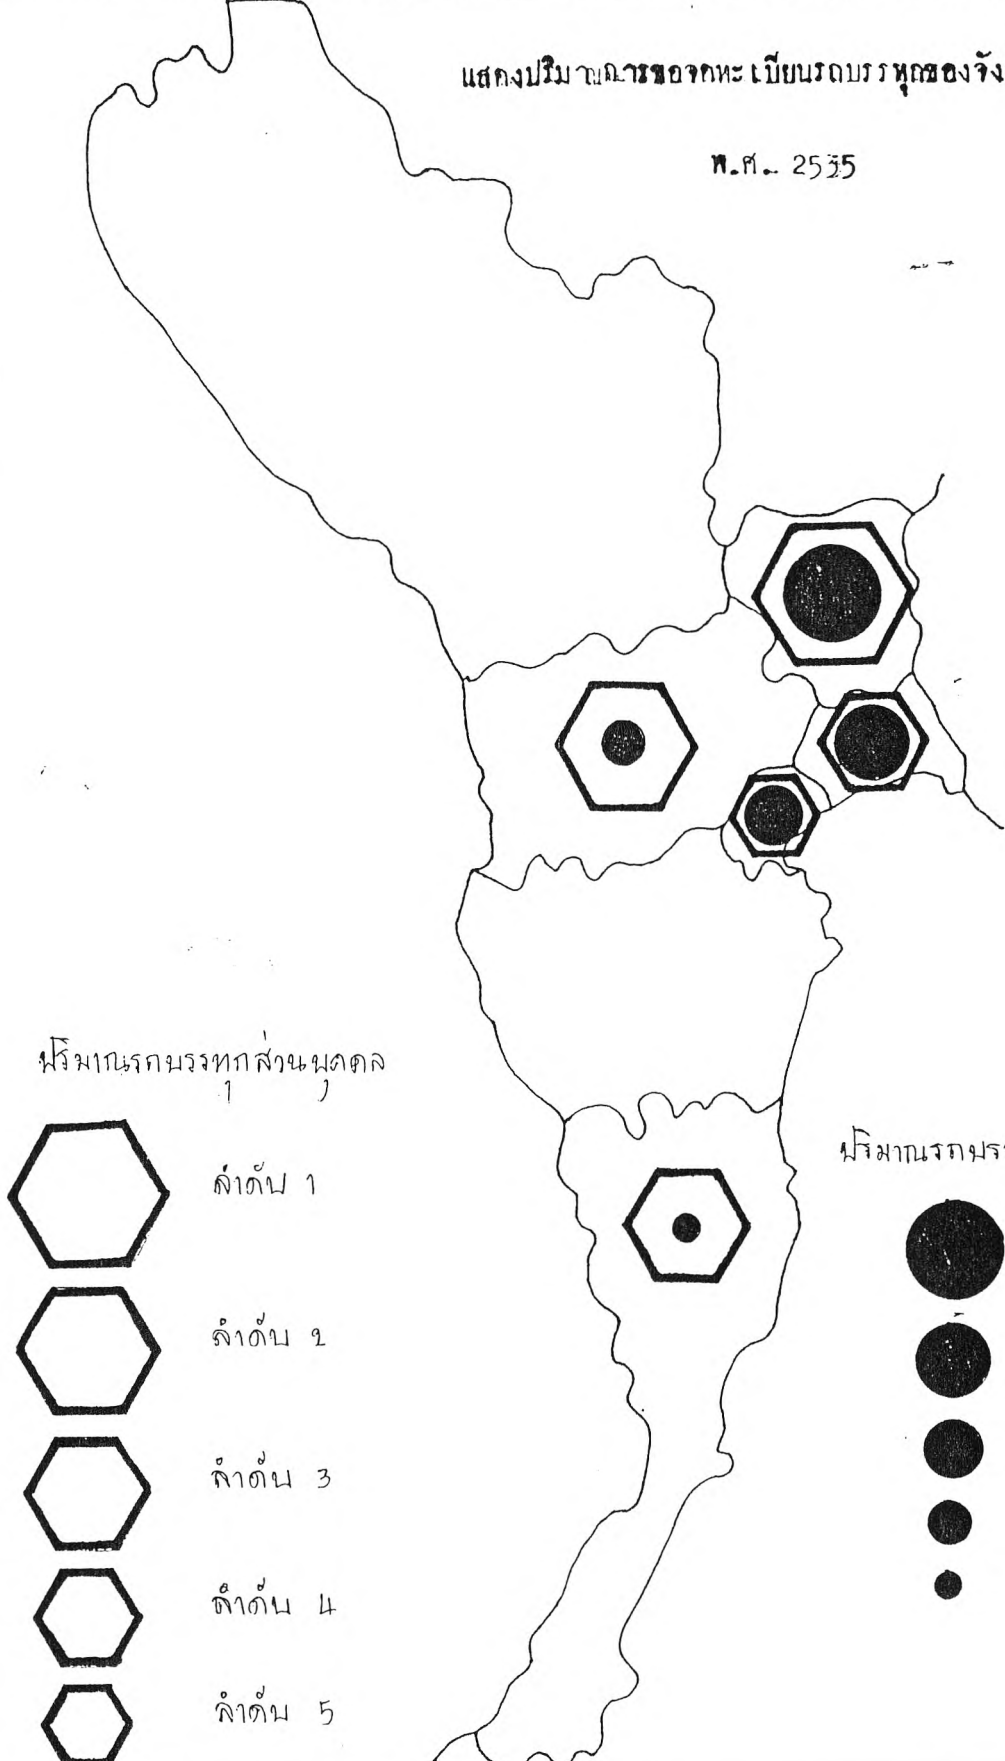 แสดงปริมาณการขอจดทะเบียนรถบรรทุกของจัง
พ.ศ. 2535
ปริมาณรถบรรทุกส่วนบุคคล
ลำดับ 1
ลำดับ 2
ลำดับ 3
ลำดับ 4
ลำดับ 5
ปริมาณรถบรร